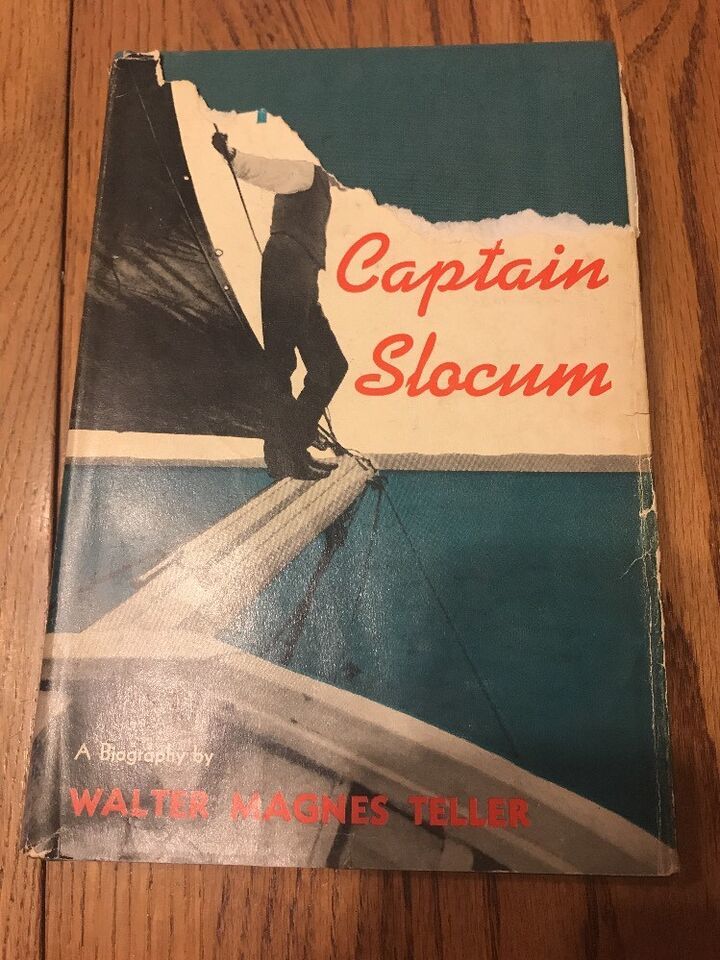 Captain
Slocum
A Biography by
WALTER MAGNES TELLER